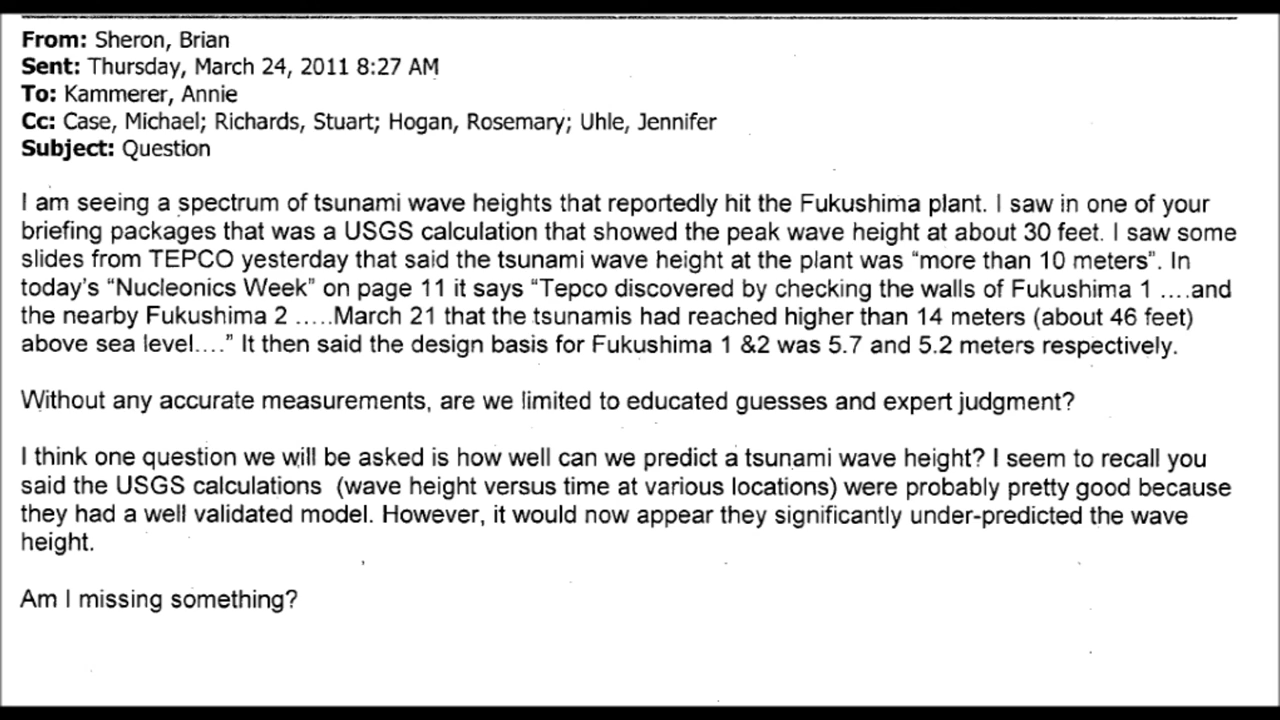 From: Sheron, Brian
Sent: Thursday, March 24, 2011 8:27 AM
To: Kammerer, Annie
Cc: Case, Michael; Richards, Stuart; Hogan, Rosemary; Uhle, Jennifer
Subject: Question
I am seeing a spectrum of tsunami wave heights that reportedly hit the Fukushima plant. I saw in one of your
briefing packages that was a USGS calculation that showed the peak wave height at about 30 feet. I saw some
slides from TEPCO yesterday that said the tsunami wave height at the plant was “more than 10 meters”. In
today’s “Nucleonics Week” on page 11 it says “Tepco discovered by checking the walls of Fukushima 1 ....and
the nearby Fukushima 2 .....March 21 that the tsunamis had reached higher than 14 meters (about 46 feet)
above sea level....” It then said the design basis for Fukushima 1 &2 was 5.7 and 5.2 meters respectively.
Without any accurate measurements, are we limited to educated guesses and expert judgment?
I think one question we will be asked is how well can we predict a tsunami wave height? I seem to recall you
said the USGS calculations (wave height versus time at various locations) were probably pretty good because
they had a well validated model. However, it would now appear they significantly under-predicted the wave
height.
Am I missing something?